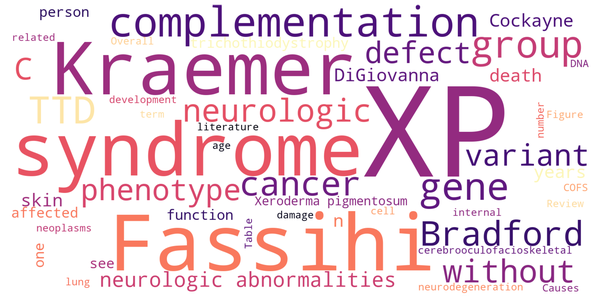 person
complementation
Cockayne
related
Overall
trichothiodystrophy
group
Kraemer
defect
C
XP
DiGiovanna
death
DNA
TTD
development
neurologic
term
literature
number
Figure
syndrome
age
variant
cancer
gene
years
phenotype
COFS
skin
Xeroderma pigmentosum
Review
affected
function
damage
cell
internal
Fassihi
n
Bradford
neoplasms
Table
one
see
cerebrooculofacioskeletal
without
lung
neurologic abnormalities
neurodegeneration
Causes